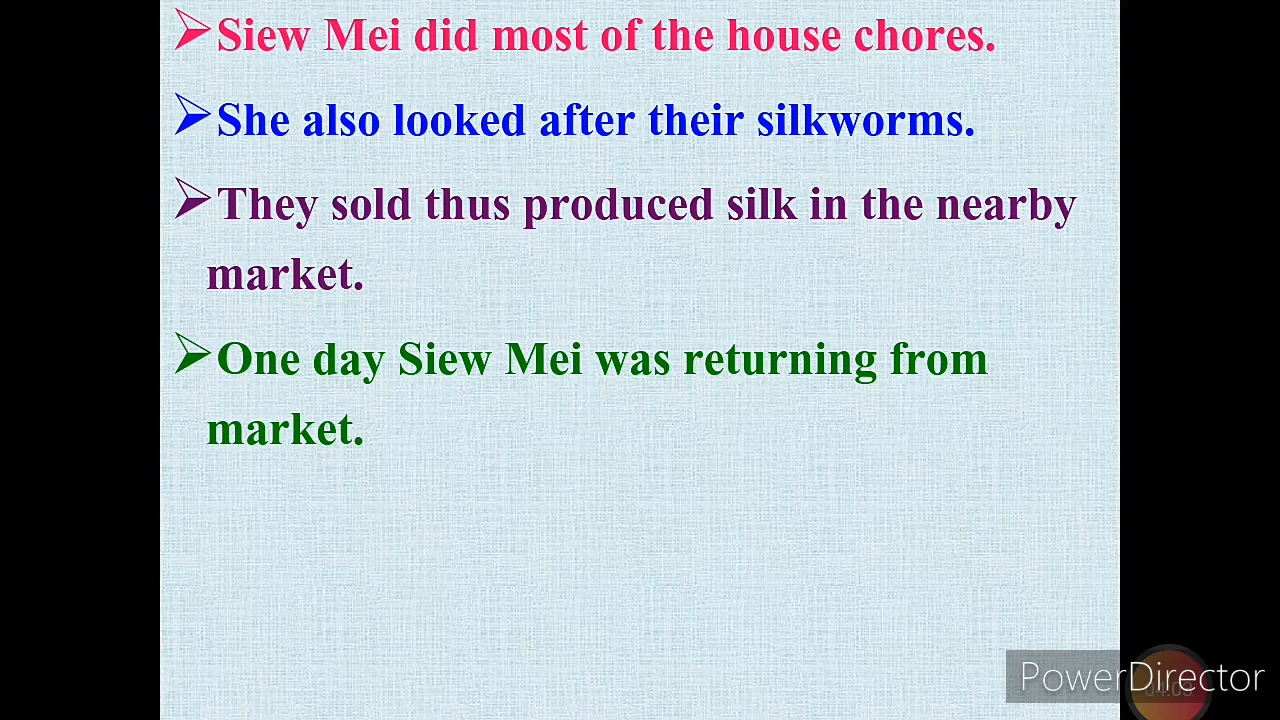 Siew Mei did most of the house chores.
She also looked after their silkworms.
They sold thus produced silk in the nearby
market.
One day Siew Mei was returning from
market.
PowerDirector